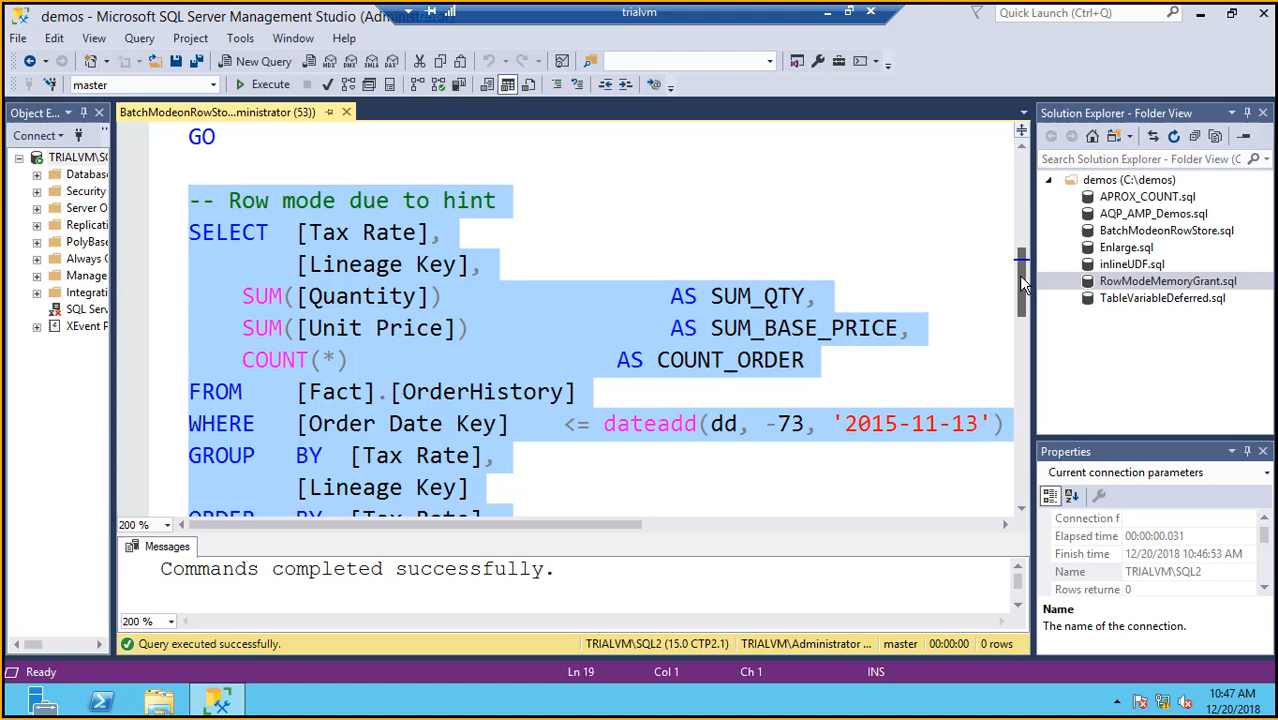 demos - Microsoft SQL Server Management Studio (Administrator)
trialvm
Quick Launch (Ctrl+Q)
File Edit View Query Project Tools Window Help
New Query
master
Execute
Object E...
BatchModeonRowSto...ministrator (53))
Solution Explorer - Folder View
Connect
Search Solution Explorer - Folder View (C
TRIALVM\SQ
Databas
Security
Server O
Replicati
PolyBase
Always C
Manage
Integrati
SQL Serv
XEvent P
GO
-- Row mode due to hint
SELECT [Tax Rate],
[Lineage Key],
SUM([Quantity]) AS SUM_QTY,
SUM([Unit Price]) AS SUM_BASE_PRICE,
COUNT(*) AS COUNT_ORDER
FROM [Fact].[OrderHistory]
WHERE [Order Date Key] <= dateadd(dd, -73, '2015-11-13')
GROUP BY [Tax Rate],
[Lineage Key]
ORDER BY [Tax Rate]
200 %
demos (C:\demos)
APROX_COUNT.sql
AQP_AMP_Demos.sql
BatchModeonRowStore.sql
Enlarge.sql
inlineUDF.sql
RowModeMemoryGrant.sql
TableVariableDeferred.sql
Properties
Current connection parameters
Connection f
Elapsed time 00:00:00.031
Finish time 12/20/2018 10:46:53 AM
Name TRIALVM\SQL2
Rows returne 0
Name
The name of the connection.
Messages
Commands completed successfully.
200 %
Query executed successfully.
TRIALVM\SQL2 (15.0 CTP2.1)
TRIALVM\Administrator ...
master
00:00:00
0 rows
Ready
Ln 19
Col 1
Ch 1
INS
10:47 AM
12/20/2018